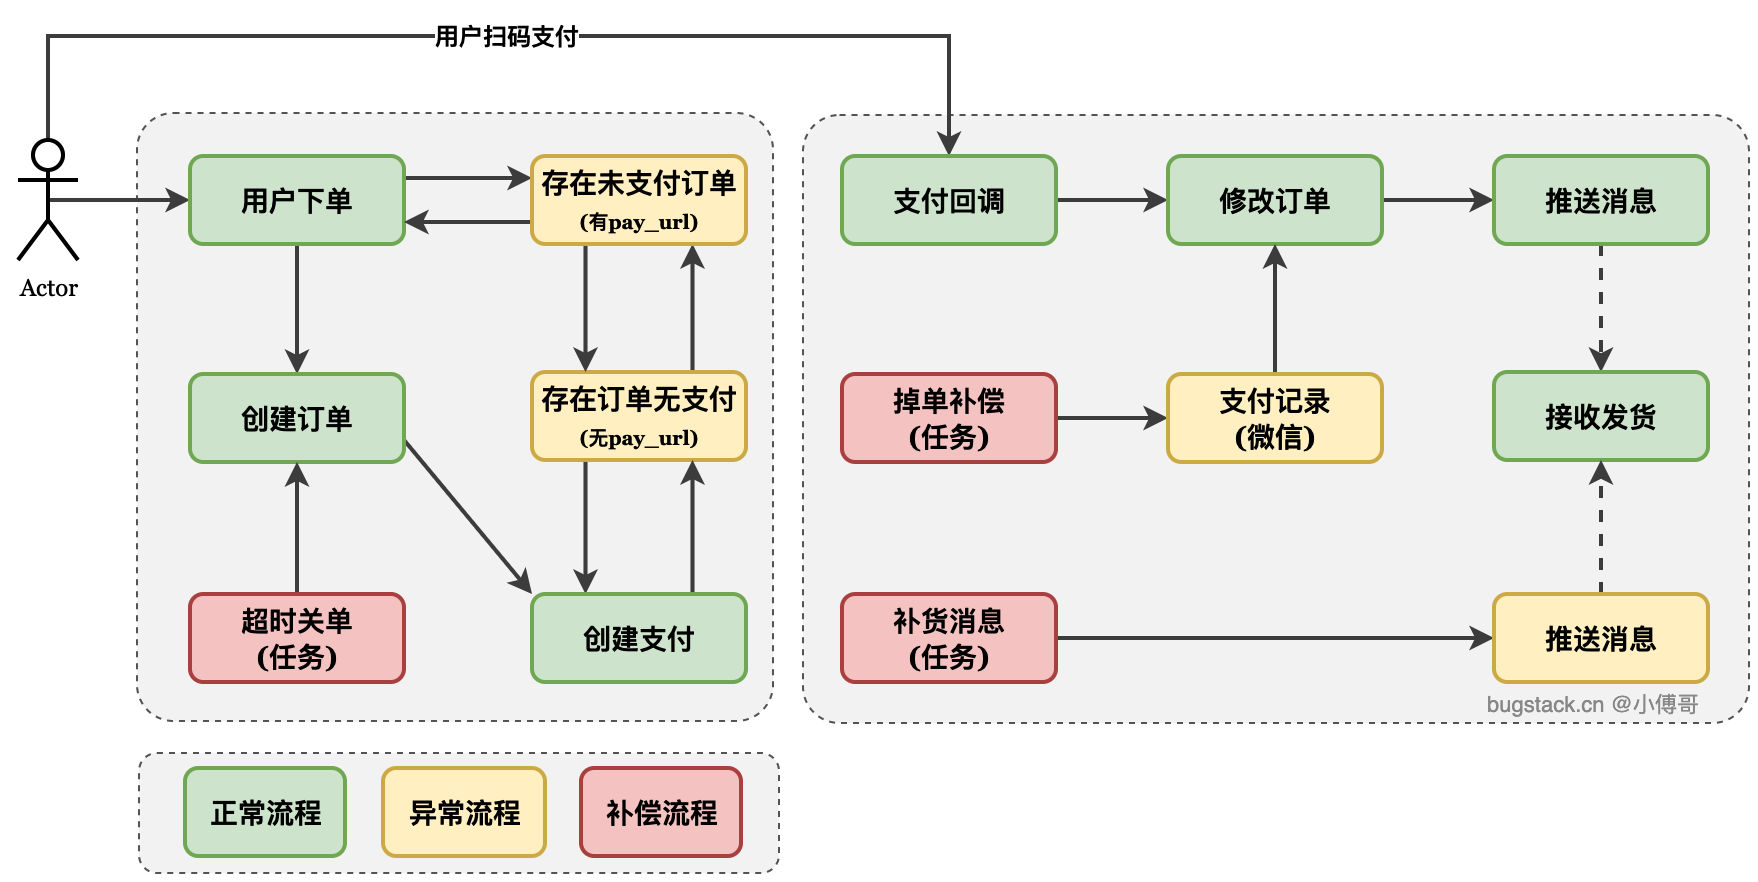 用户扫码支付
Actor
用户下单
存在未支付订单
(有pay_url)
创建订单
存在订单无支付
(无pay_url)
超时关单
(任务)
创建支付
支付回调
修改订单
推送消息
掉单补偿
(任务)
支付记录
(微信)
接收发货
补货消息
(任务)
推送消息
bugstack.cn @小傅哥
正常流程
异常流程
补偿流程